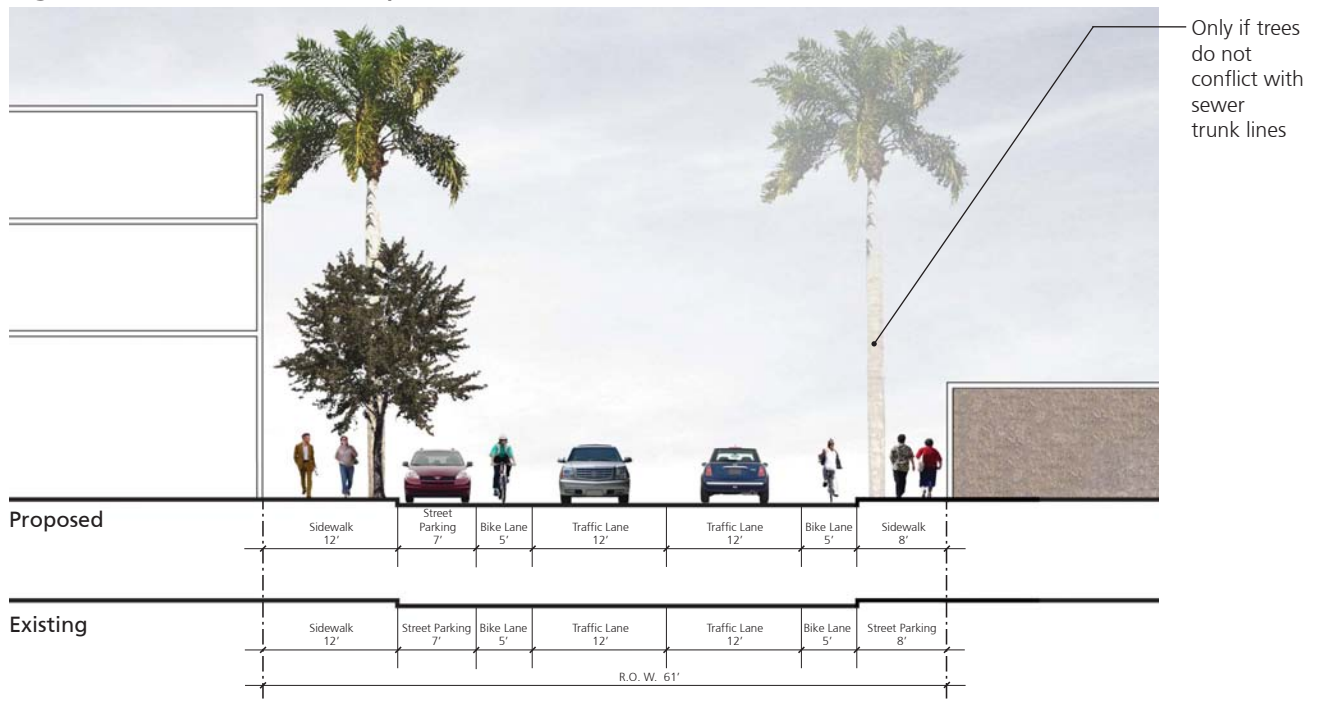 Only if trees
do not
conflict with
sewer
trunk lines
Proposed
Sidewalk
12’
Street
Parking
7’
Bike Lane
5’
Traffic Lane
12’
Traffic Lane
12’
Bike Lane
5’
Sidewalk
8’
Existing
Sidewalk
12’
Street Parking
7’
Bike Lane
5’
Traffic Lane
12’
Traffic Lane
12’
Bike Lane
5’
Street Parking
8’
R.O. W. 61’